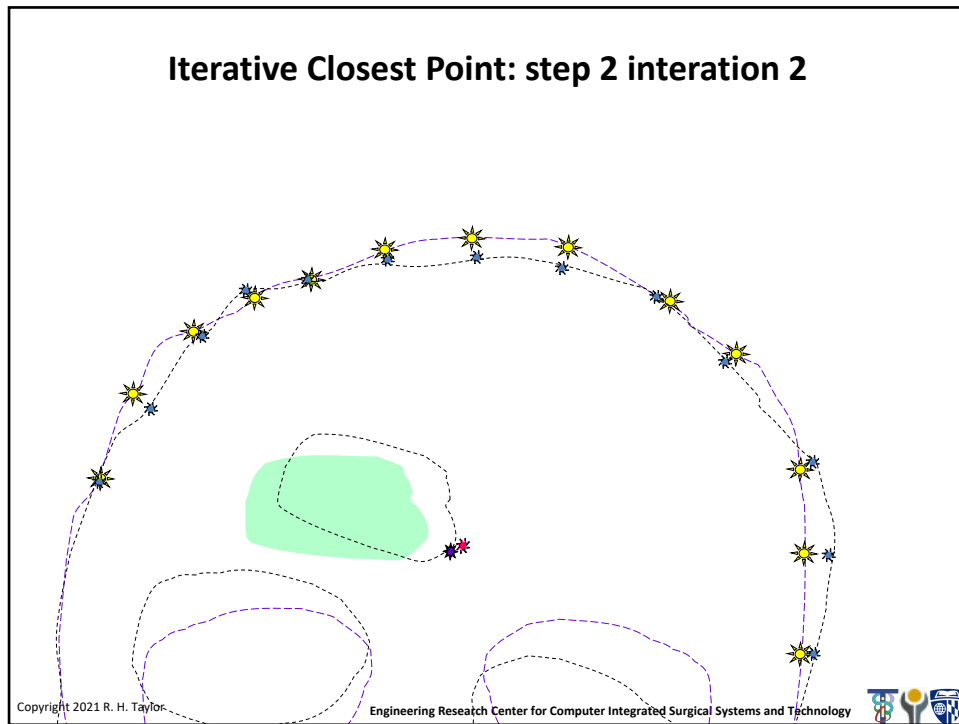 Iterative Closest Point: step 2 interation 2
Copyright 2021 R. H. Taylor
Engineering Research Center for Computer Integrated Surgical Systems and Technology